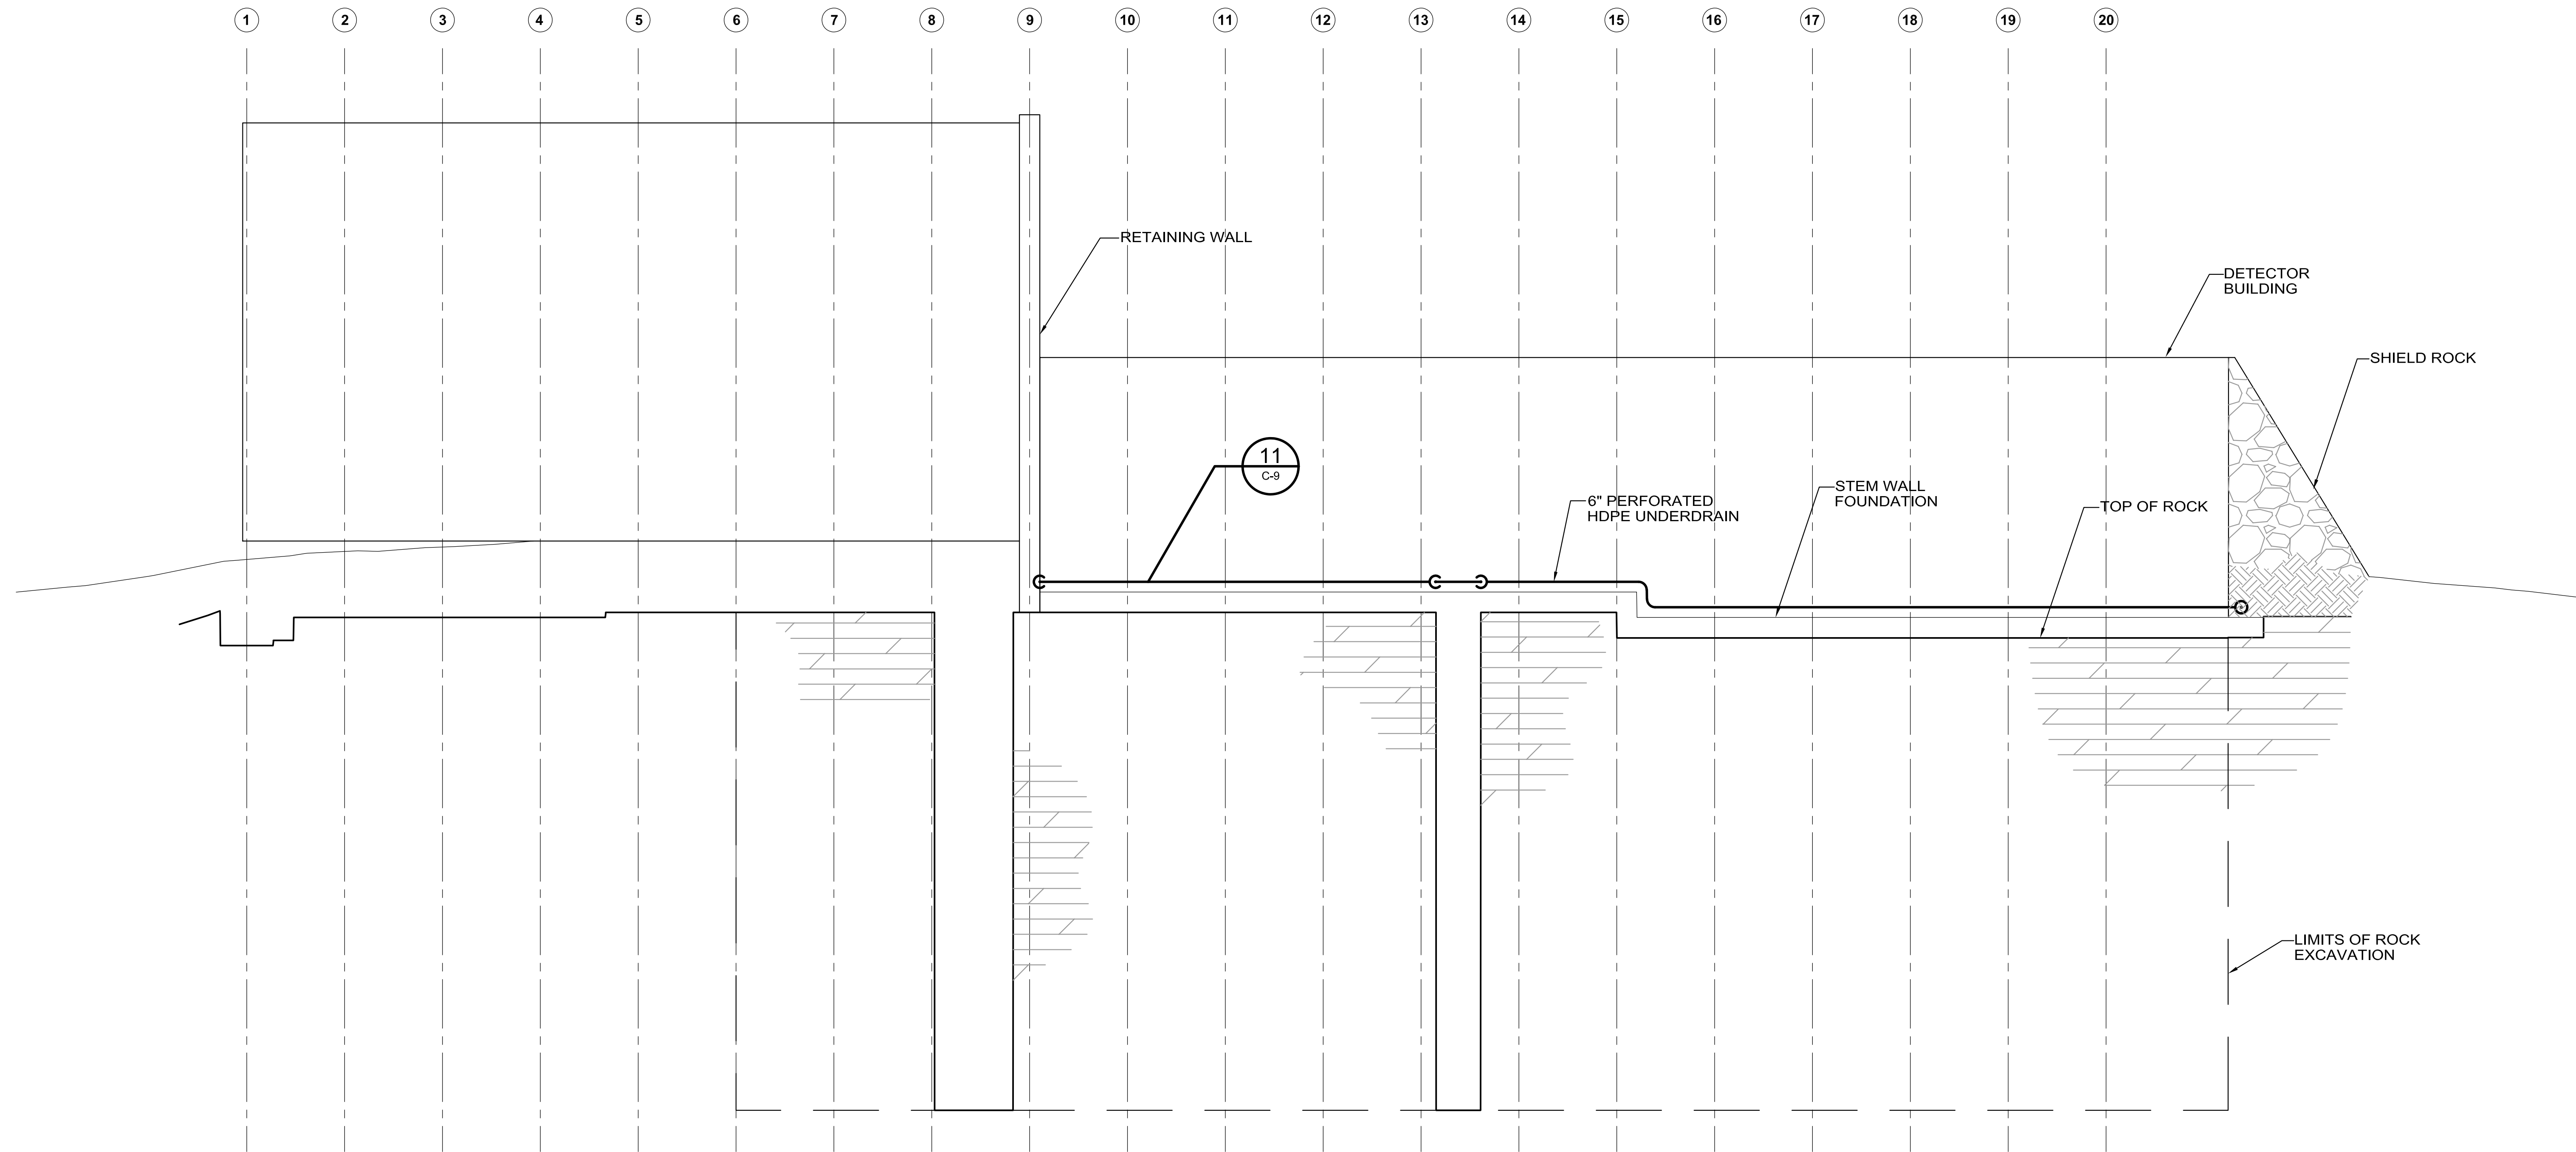 1
2
3
4
5
6
7
8
9
10
11
12
13
14
15
16
17
18
19
20
RETAINING WALL
DETECTOR
BUILDING
SHIELD ROCK
11
C-9
6" PERFORATED
HDPE UNDERDRAIN
STEM WALL
FOUNDATION
TOP OF ROCK
LIMITS OF ROCK
EXCAVATION